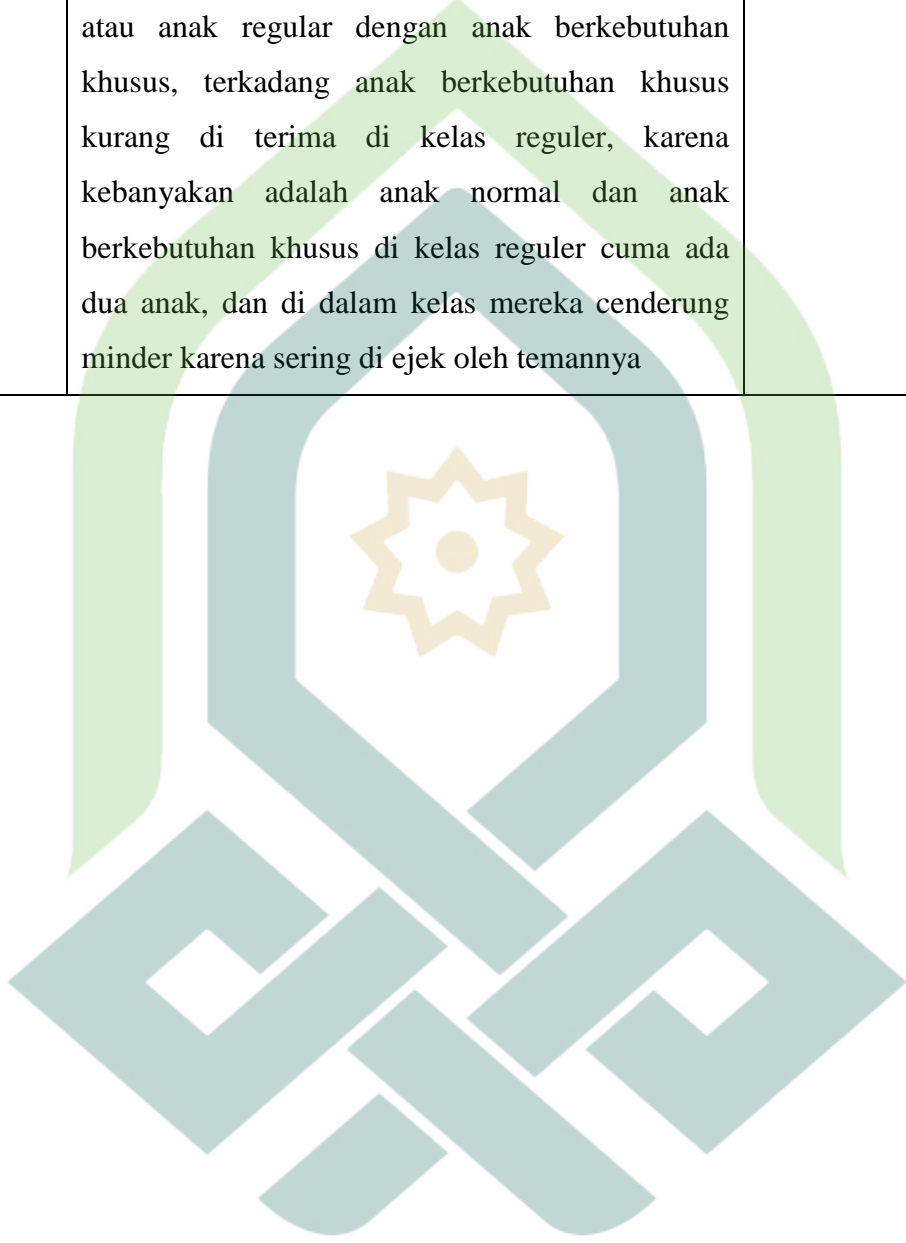 atau anak regular dengan anak berkebutuhan
khusus, terkadang anak berkebutuhan khusus
kurang di terima di kelas reguler, karena
kebanyakan adalah anak normal dan anak
berkebutuhan khusus di kelas reguler cuma ada
dua anak, dan di dalam kelas mereka cenderung
minder karena sering di ejek oleh temannya